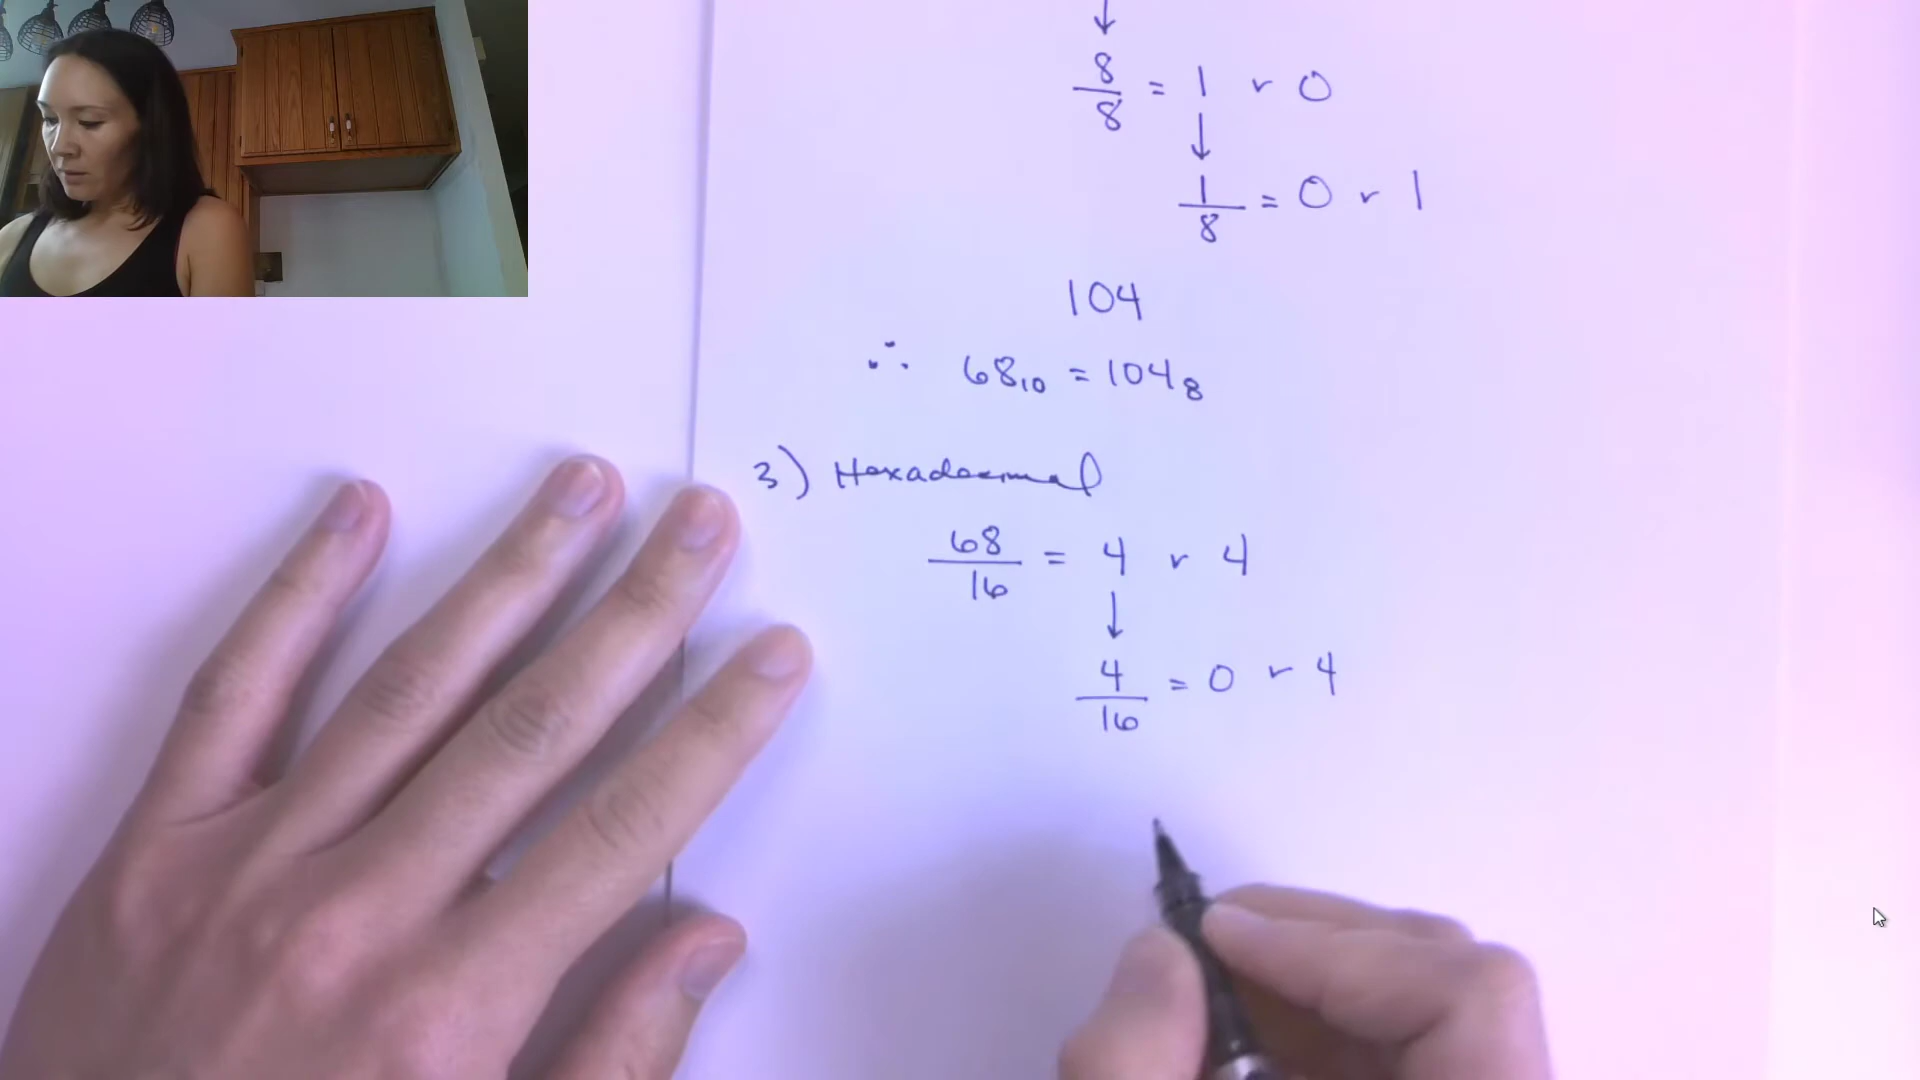 ↓
8/8 = 1 r 0
↓
1/8 = 0 r 1
104
∴ 68₁₀ = 104₈
3) Hexadecimal
68/16 = 4 r 4
↓
4/16 = 0 r 4